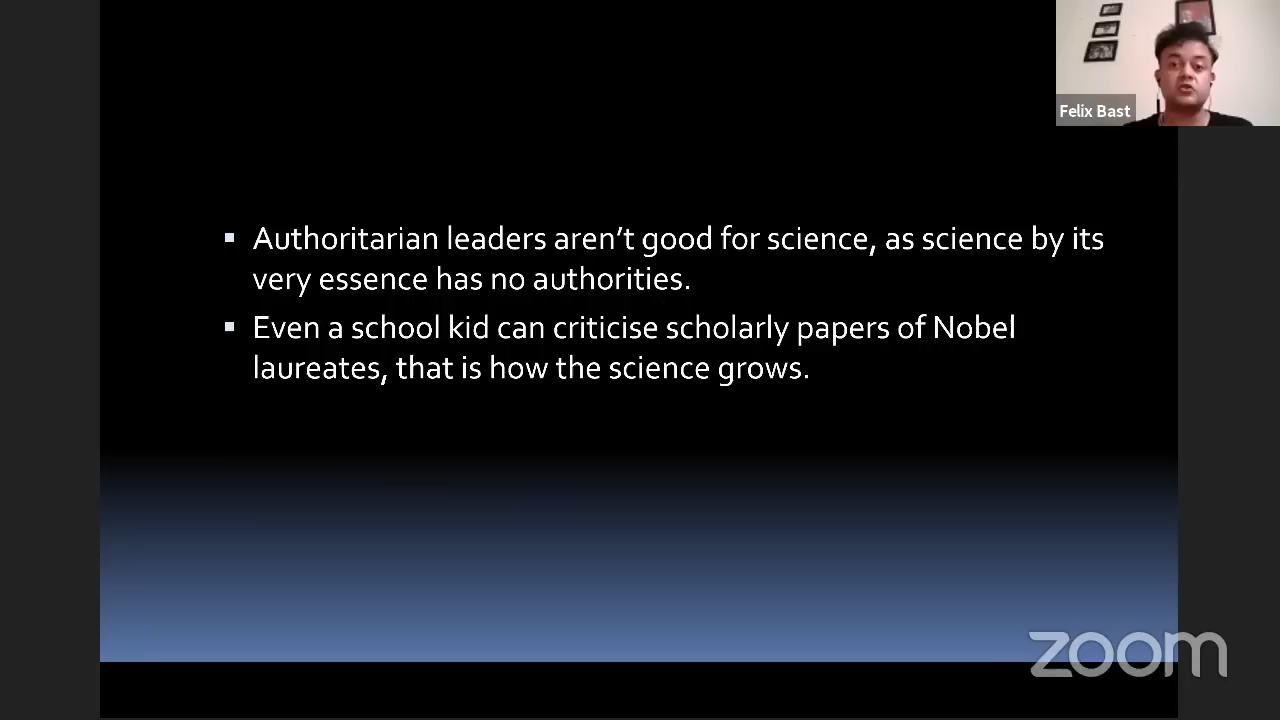 Felix Bast
▪ Authoritarian leaders aren’t good for science, as science by its
very essence has no authorities.
▪ Even a school kid can criticise scholarly papers of Nobel
laureates, that is how the science grows.
zoom